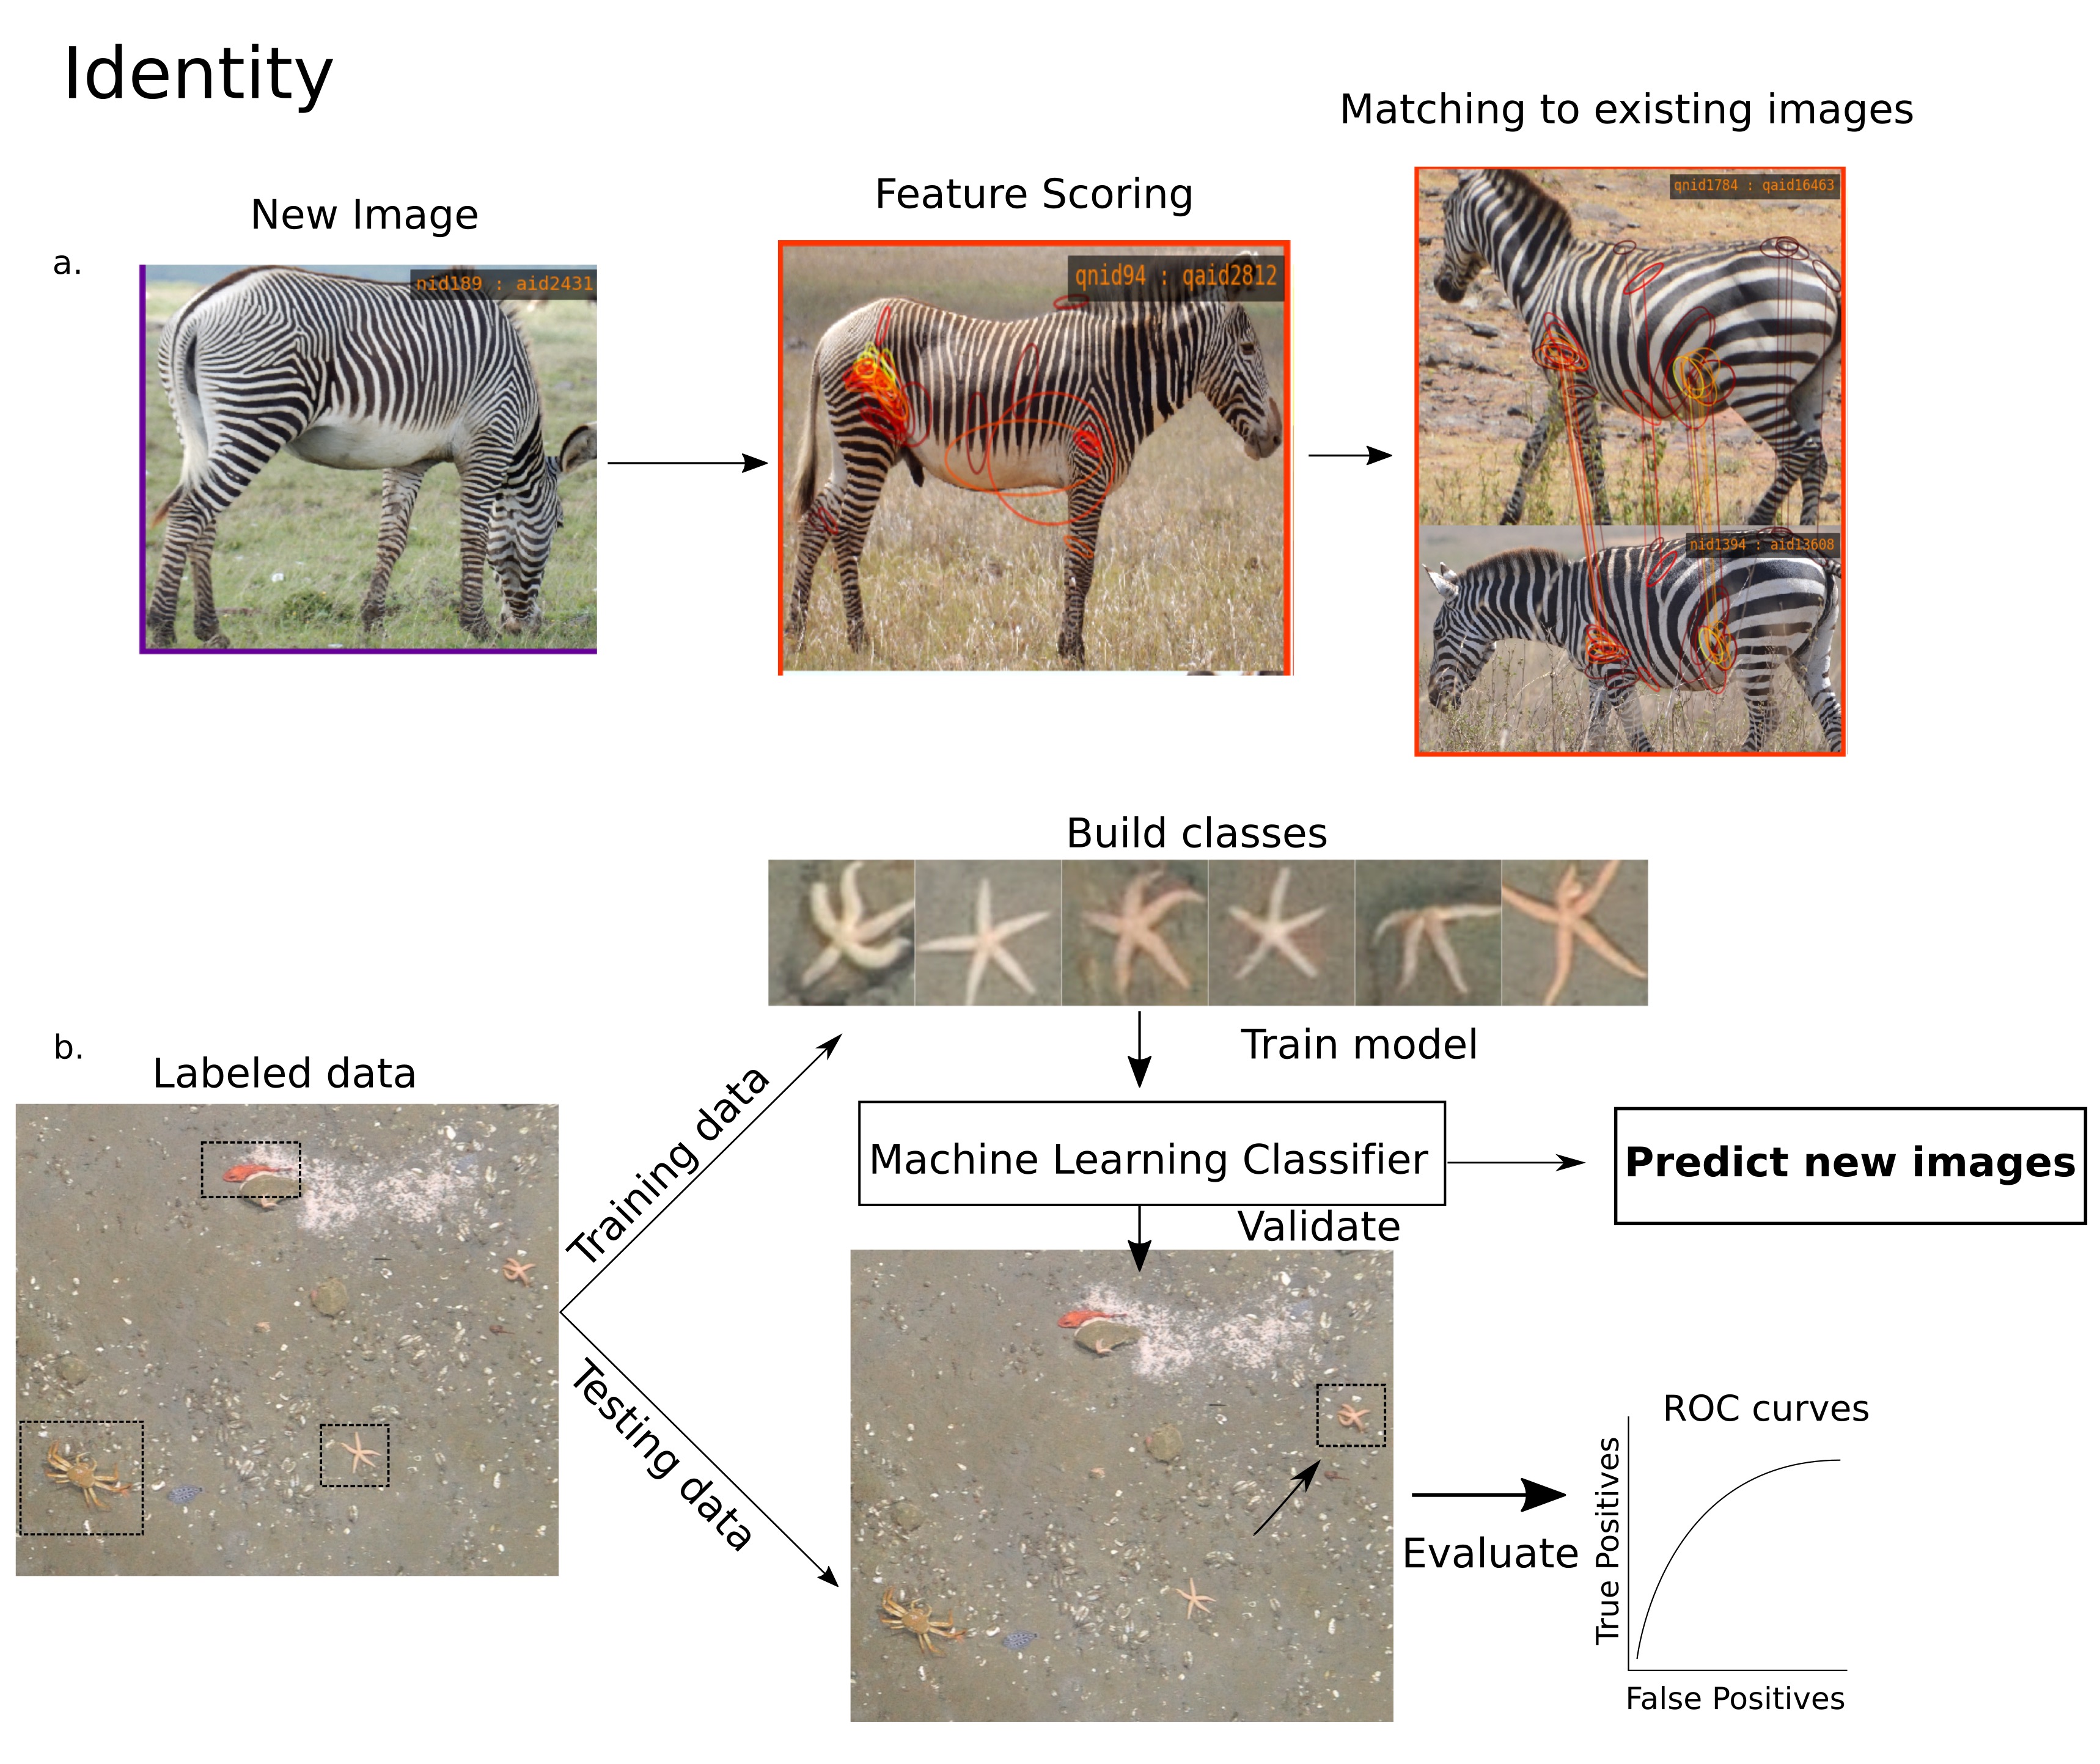 Identity
Matching to existing images
Feature Scoring
New Image
a.
nid189 : aid2431
qnid94 : qaid2812
qnid1784 : qaid16463
nid1394 : aid13608
Build classes
b.
Labeled data
Training data
Train model
Machine Learning Classifier
Predict new images
Validate
Testing data
Evaluate
ROC curves
True Positives
False Positives